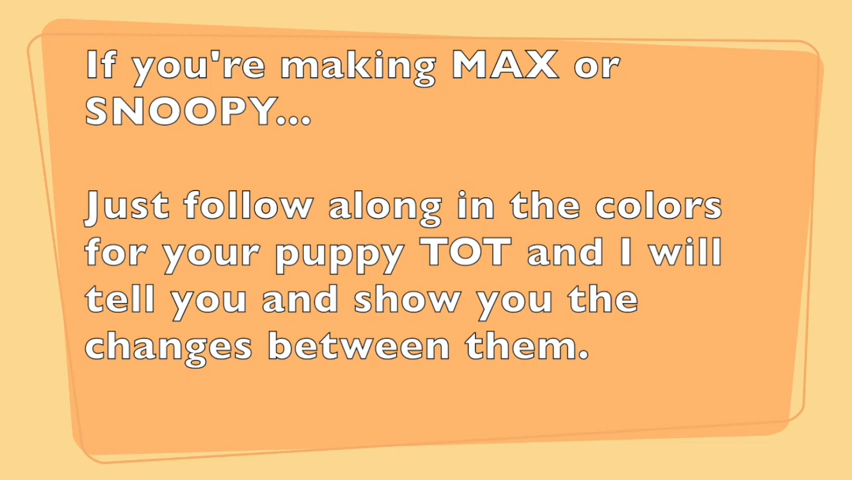 If you're making MAX or
SNOOPY...
Just follow along in the colors
for your puppy TOT and I will
tell you and show you the
changes between them.